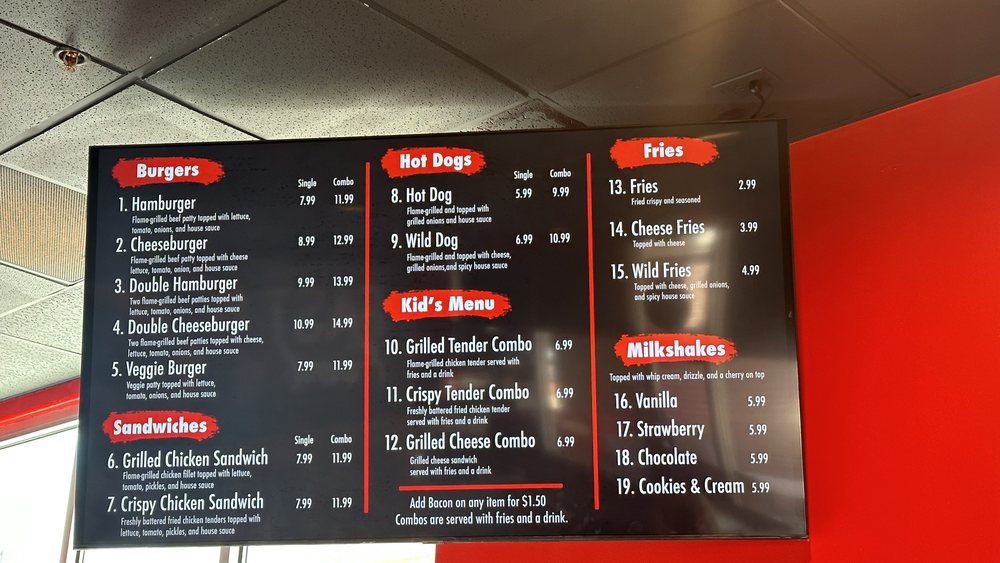 Burgers
Single Combo
1. Hamburger 7.99 11.99
Flame-grilled beef patty topped with lettuce,
tomato, onions, and house sauce
2. Cheeseburger 8.99 12.99
Flame-grilled beef patty topped with cheese
lettuce, tomato, onion, and house sauce
3. Double Hamburger 9.99 13.99
Two flame-grilled beef patties topped with
lettuce, tomato, onions, and house sauce
4. Double Cheeseburger 10.99 14.99
Two flame-grilled beef patties topped with cheese,
lettuce, tomato, onions, and house sauce
5. Veggie Burger 7.99 11.99
Veggie patty topped with lettuce,
tomato, onions, and house sauce
Sandwiches
Single Combo
6. Grilled Chicken Sandwich 7.99 11.99
Flame-grilled chicken fillet topped with lettuce,
tomato, pickles, and house sauce
7. Crispy Chicken Sandwich 7.99 11.99
Freshly battered fried chicken tenders topped with
lettuce, tomato, pickles, and house sauce
Hot Dogs
Single Combo
8. Hot Dog 5.99 9.99
Flame-grilled and topped with
grilled onions and house sauce
9. Wild Dog 6.99 10.99
Flame-grilled and topped with cheese,
grilled onions,and spicy house sauce
Kid's Menu
10. Grilled Tender Combo 6.99
Flame-grilled chicken tender served with
fries and a drink
11. Crispy Tender Combo 6.99
Freshly battered fried chicken tender
served with fries and a drink
12. Grilled Cheese Combo 6.99
Grilled cheese sandwich
served with fries and a drink
Add Bacon on any item for $1.50
Combos are served with fries and a drink.
Fries
13. Fries 2.99
Fried crispy and seasoned
14. Cheese Fries 3.99
Topped with cheese
15. Wild Fries 4.99
Topped with cheese, grilled onions,
and spicy house sauce
Milkshakes
Topped with whip cream, drizzle, and a cherry on top
16. Vanilla 5.99
17. Strawberry 5.99
18. Chocolate 5.99
19. Cookies & Cream 5.99